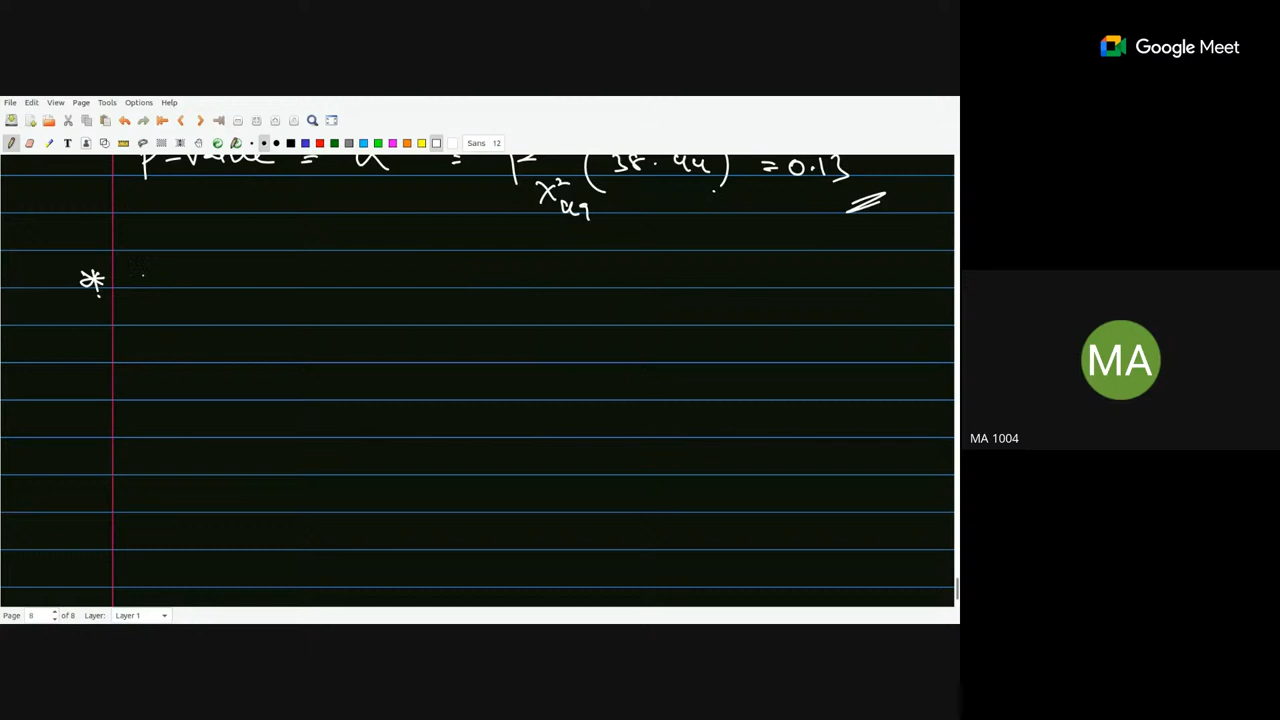 Google Meet
File Edit View Page Tools Options Help
Sans 12
P-value = α = F (38.44) = 0.13
χ²49
*
MA
MA 1004
Page 8 of 8 Layer: Layer 1